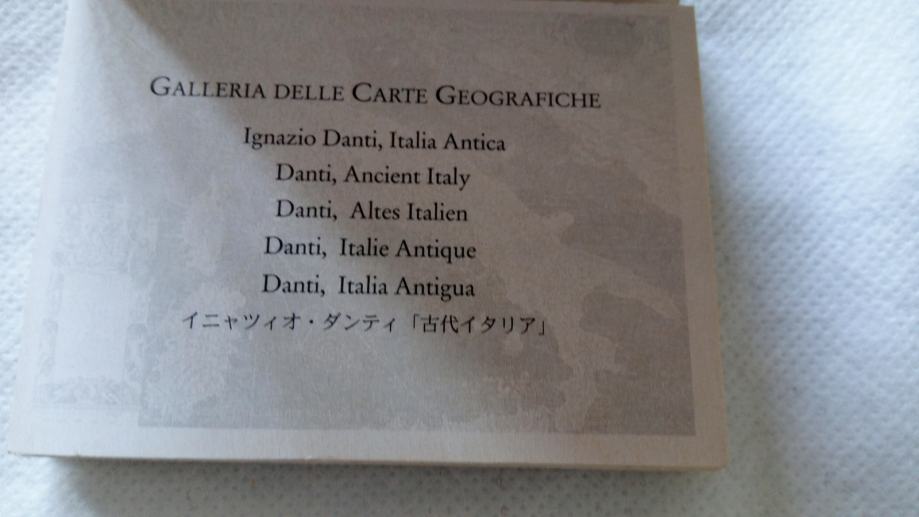 GALLERIA DELLE CARTE GEOGRAFICHE
Ignazio Danti, Italia Antica
Danti, Ancient Italy
Danti, Altes Italien
Danti, Italie Antique
Danti, Italia Antigua
イニャツィオ・ダンティ「古代イタリア」